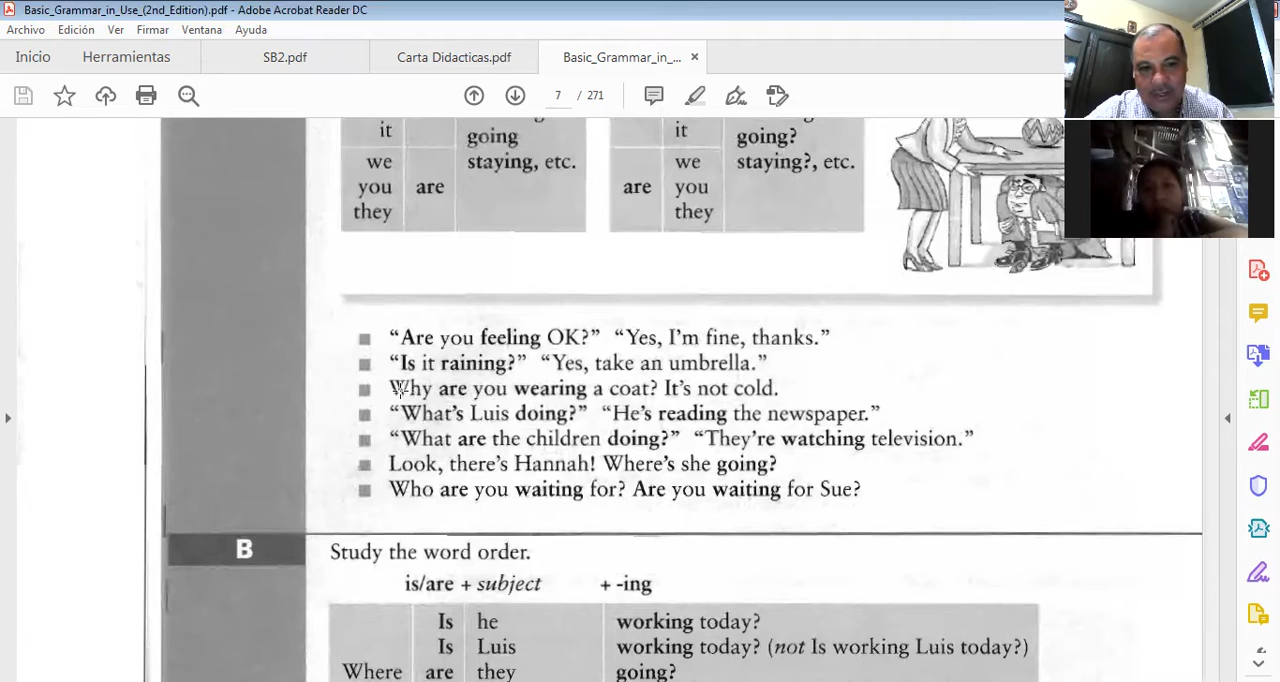 Basic_Grammar_in_Use_(2nd_Edition).pdf - Adobe Acrobat Reader DC
Archivo Edición Ver Firmar Ventana Ayuda
Inicio Herramientas SB2.pdf Carta Didacticas.pdf Basic_Grammar_in_... ×
7 / 271
it
we
you are
they
going
staying, etc.
it
we
are you
they
going?
staying?, etc.
"Are you feeling OK?" "Yes, I'm fine, thanks."
"Is it raining?" "Yes, take an umbrella."
Why are you wearing a coat? It's not cold.
"What's Luis doing?" "He's reading the newspaper."
"What are the children doing?" "They're watching television."
Look, there's Hannah! Where's she going?
Who are you waiting for? Are you waiting for Sue?
B Study the word order.
is/are + subject + -ing
Is he working today?
Is Luis working today? (not Is working Luis today?)
Where are they going?